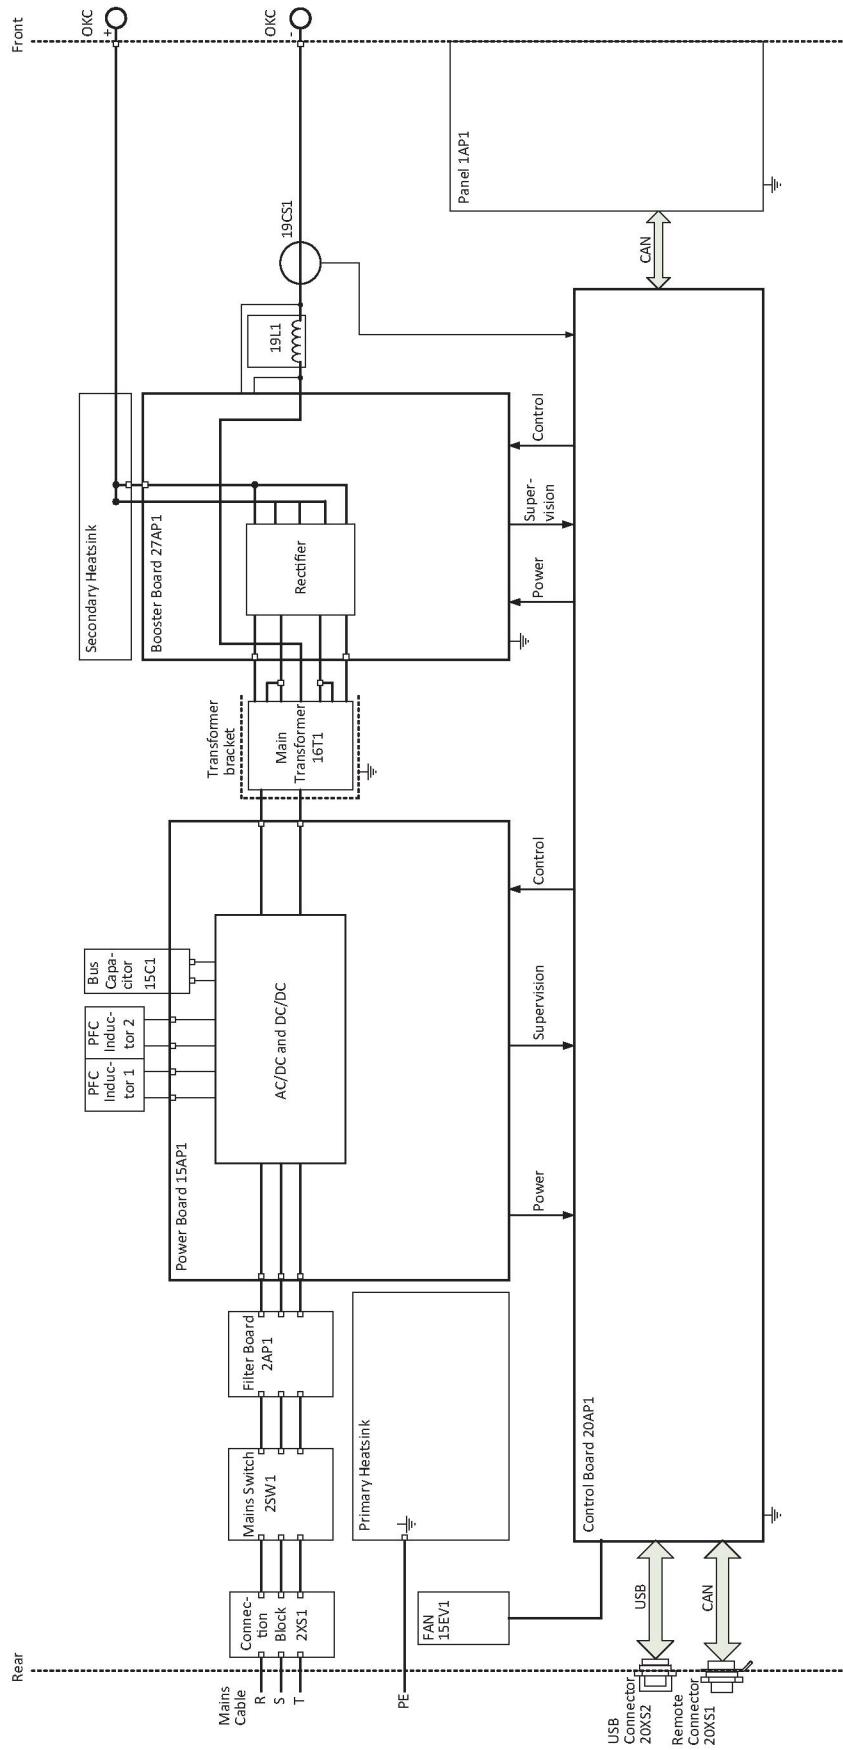 Front
OKC
+
OKC
-
19CS1
Panel 1AP1
CAN
19L1
Secondary Heatsink
Booster Board 27AP1
Rectifier
Control
Super-
vision
Power
Transformer
bracket
Main
Transformer
16T1
Bus
Capa-
citor
15C1
PFC
Induc-
tor 2
PFC
Induc-
tor 1
AC/DC and DC/DC
Power Board 15AP1
Control
Supervision
Power
Filter Board
2AP1
Mains Switch
2SW1
Primary Heatsink
Control Board 20AP1
Connec-
tion
Block
2XS1
FAN
15EV1
USB
CAN
Rear
Mains
Cable
R
S
T
PE
USB
Connector
20XS2
Remote
Connector
20XS1